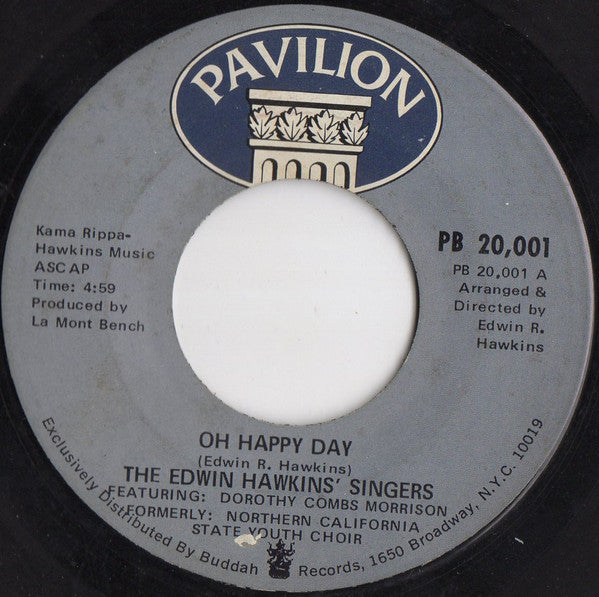 PAVILION
Kama Rippa-
Hawkins Music
ASCAP
Time: 4:59
Produced by
La Mont Bench
PB 20,001
PB 20,001 A
Arranged &
Directed by
Edwin R.
Hawkins
OH HAPPY DAY
(Edwin R. Hawkins)
THE EDWIN HAWKINS' SINGERS
FEATURING: DOROTHY COMBS MORRISON
FORMERLY: NORTHERN CALIFORNIA
STATE YOUTH CHOIR
Exclusively Distributed By Buddah Records, 1650 Broadway, N.Y.C. 10019